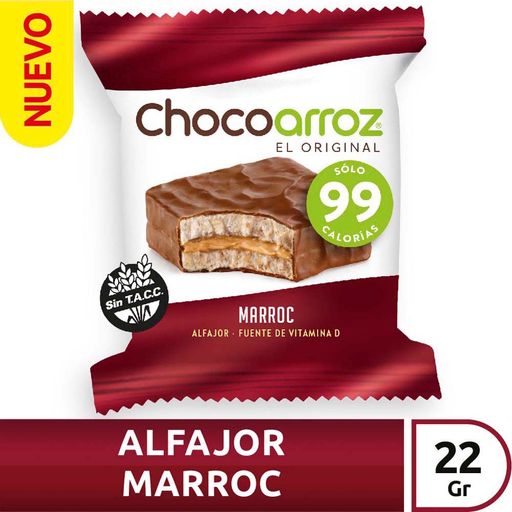 NUEVO
Chocoarroz®
EL ORIGINAL
SÓLO
99
CALORÍAS
Sin T.A.C.C.
MARROC
ALFAJOR · FUENTE DE VITAMINA D
ALFAJOR
MARROC
22
Gr